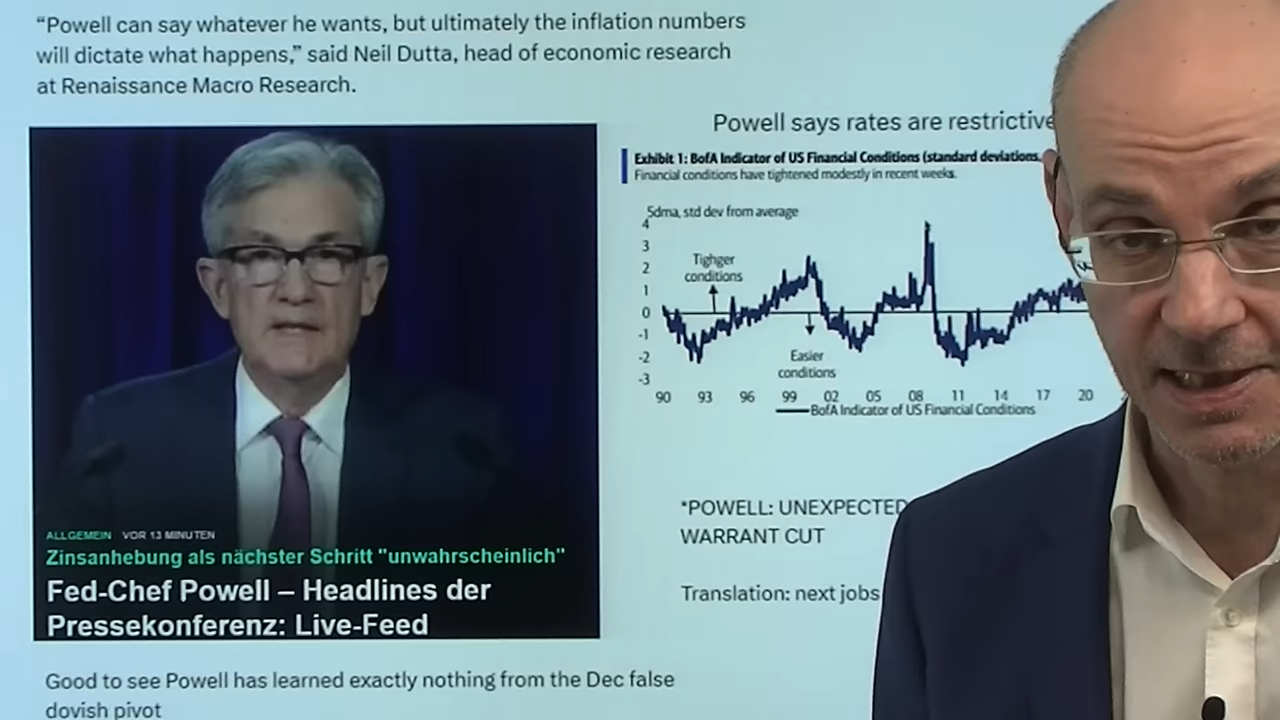 “Powell can say whatever he wants, but ultimately the inflation numbers
will dictate what happens,” said Neil Dutta, head of economic research
at Renaissance Macro Research.
ALLGEMEIN VOR 13 MINUTEN
Zinsanhebung als nächster Schritt "unwahrscheinlich"
Fed-Chef Powell – Headlines der
Pressekonferenz: Live-Feed
Good to see Powell has learned exactly nothing from the Dec false
dovish pivot
Powell says rates are restrictive
Exhibit 1: BofA Indicator of US Financial Conditions (standard deviations
Financial conditions have tightened modestly in recent weeks.
5dma, std dev from average
4
3
2
1
0
-1
-2
-3
Tighger
conditions
Easier
conditions
90 93 96 99 02 05 08 11 14 17 20
BofA Indicator of US Financial Conditions
*POWELL: UNEXPECTED
WARRANT CUT
Translation: next jobs